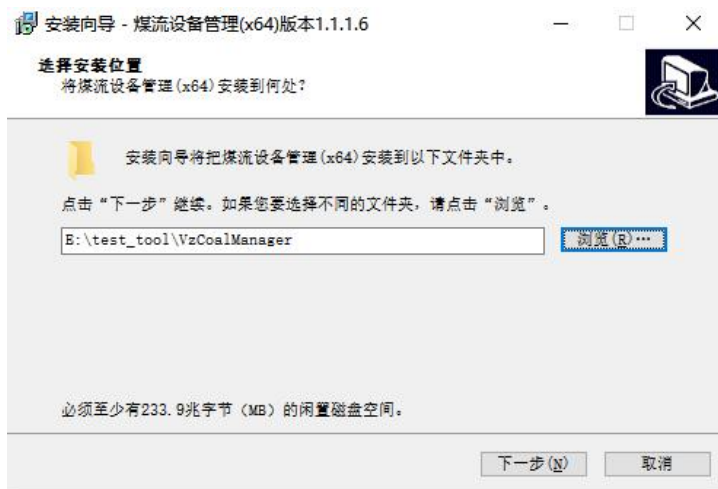 安装向导 - 煤流设备管理(x64)版本1.1.1.6
选择安装位置
将煤流设备管理(x64)安装到何处?
安装向导将把煤流设备管理(x64)安装到以下文件夹中。
点击“下一步”继续。如果您要选择不同的文件夹，请点击“浏览”。
E:\test_tool\VzCoalManager
浏览(R)…
必须至少有233.9兆字节（MB）的闲置磁盘空间。
下一步(N)
取消